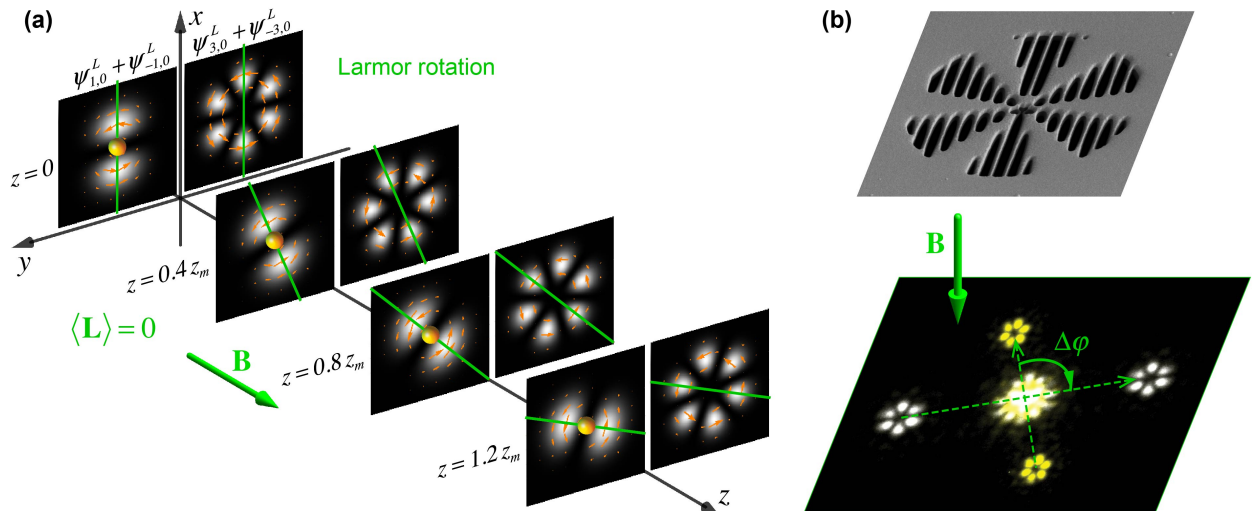 (a)
x
ψ^L_{1,0} + ψ^L_{-1,0}
ψ^L_{3,0} + ψ^L_{-3,0}
Larmor rotation
z = 0
y
z = 0.4 z_m
⟨L⟩ = 0
B
z = 0.8 z_m
z = 1.2 z_m
z
(b)
B
Δφ